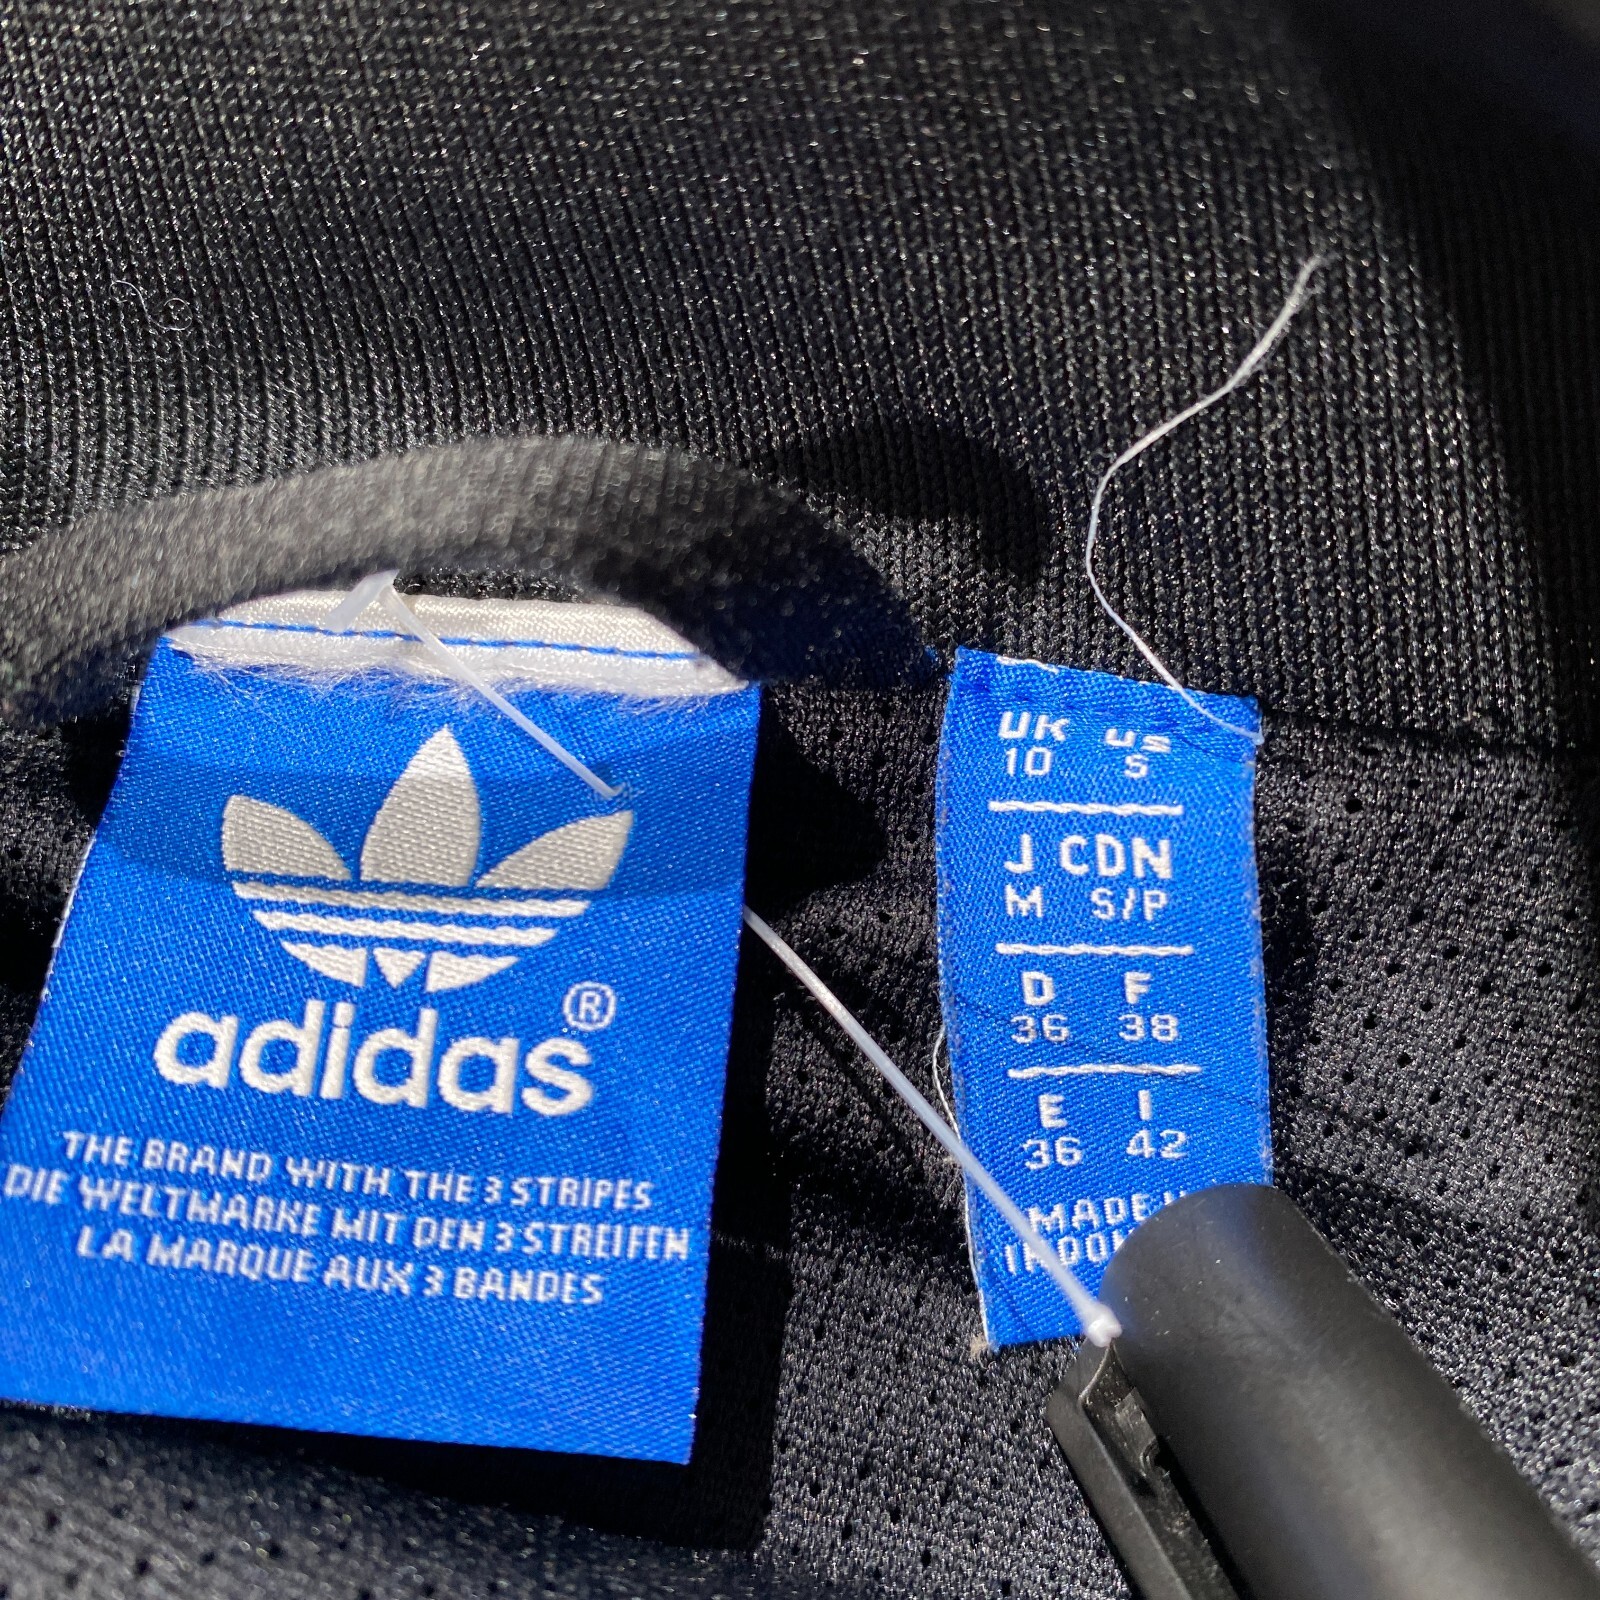 adidas®
THE BRAND WITH THE 3 STRIPES
DIE WELTMARKE MIT DEN 3 STREIFEN
LA MARQUE AUX 3 BANDES
UK US
10 S
J CDN
M S/P
D F
36 38
E I
36 42
MADE